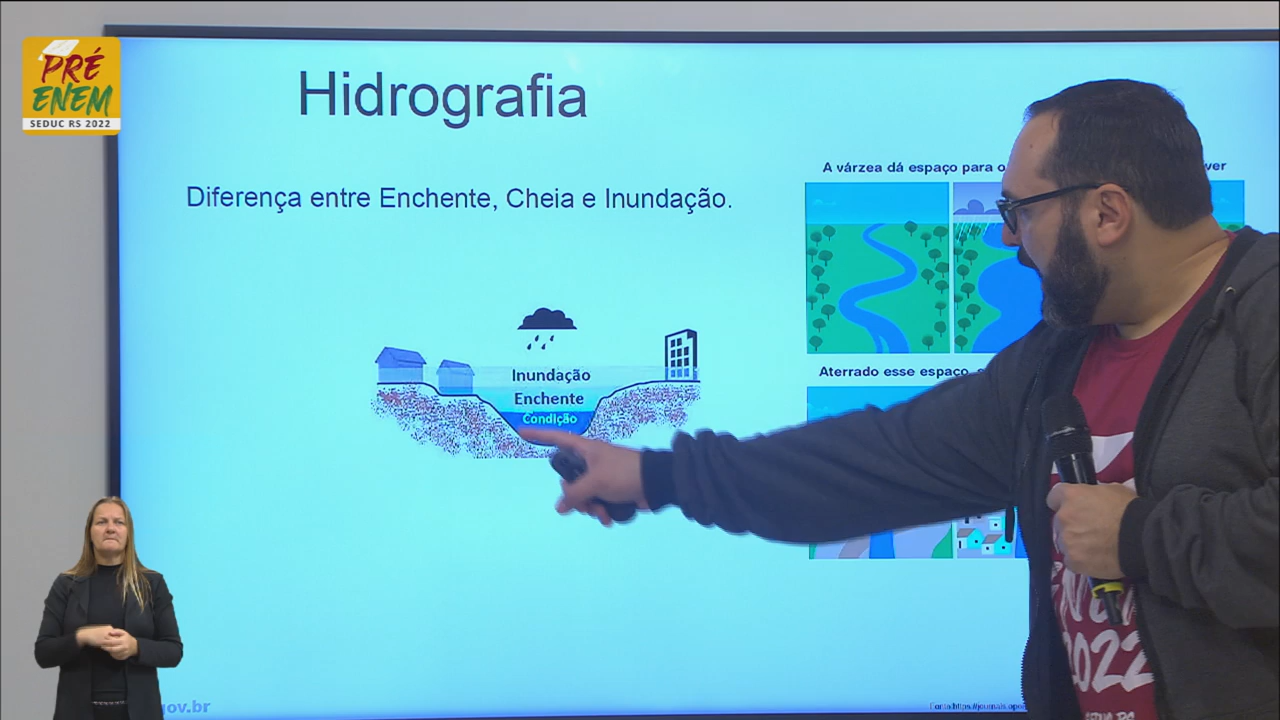 PRÉ
ENEM
SEDUC RS 2022
Hidrografia
Diferença entre Enchente, Cheia e Inundação.
A várzea dá espaço para o
Inundação
Enchente
Condição
Aterrado esse espaço
2022
gov.br